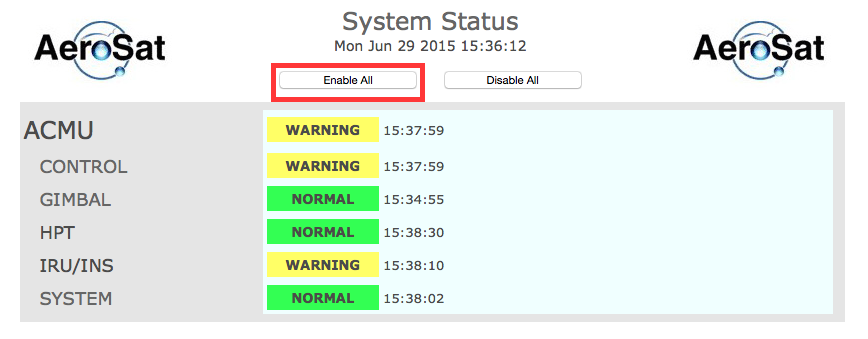 System Status
AeroSat
AeroSat
Mon Jun 29 2015 15:36:12
Enable All
Disable All
ACMU WARNING 15:37:59
CONTROL WARNING 15:37:59
GIMBAL NORMAL 15:34:55
HPT NORMAL 15:38:30
IRU/INS WARNING 15:38:10
SYSTEM NORMAL 15:38:02